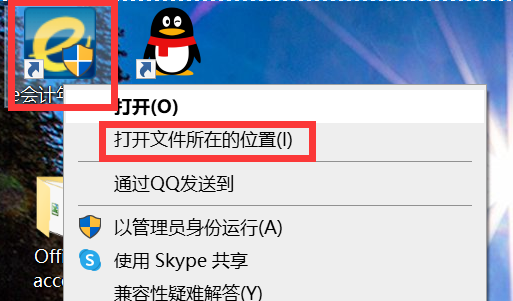 e会计
打开(O)
打开文件所在的位置(I)
通过QQ发送到
以管理员身份运行(A)
Offi
使用 Skype 共享
acce
兼容性疑难解答(Y)